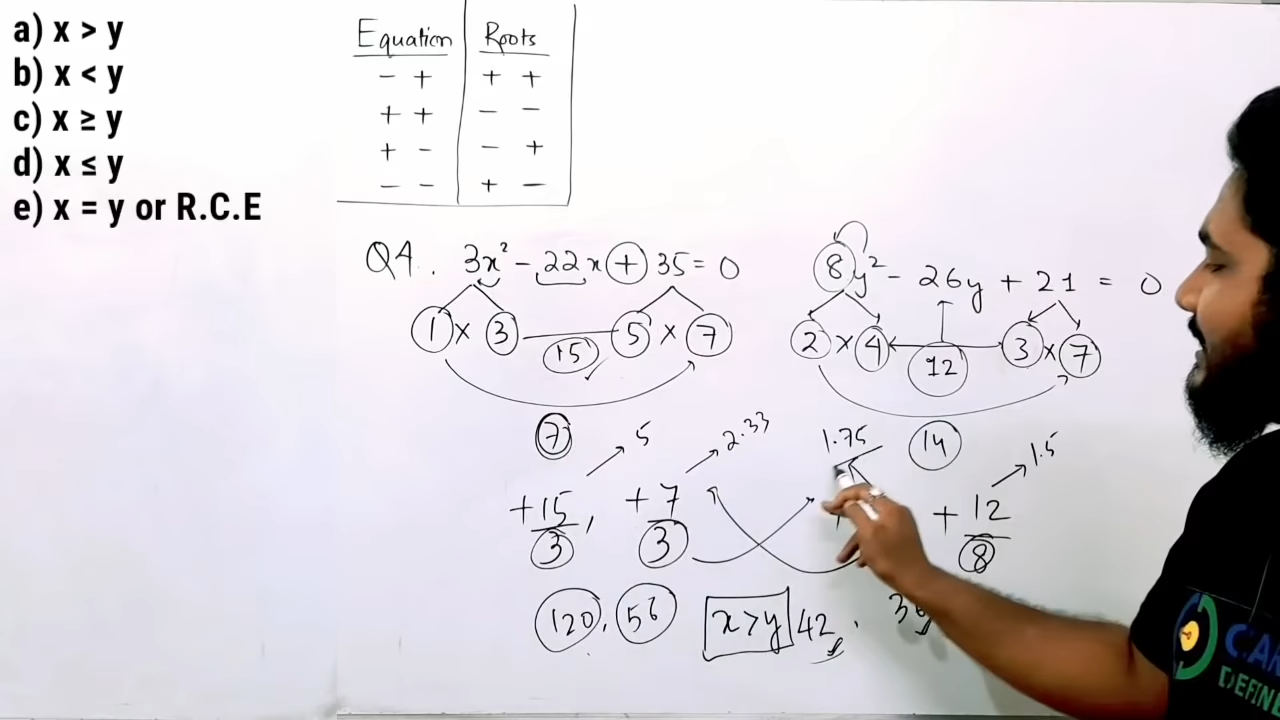 a) x > y
b) x < y
c) x ≥ y
d) x ≤ y
e) x = y or R.C.E
Equation Roots
- + + +
+ + - -
+ - - +
- - + -
Q4. 3x² - 22x + 35 = 0
1 x 3 5 x 7
15
7
8y² - 26y + 21 = 0
2 x 4 3 x 7
12
14
5 2.33
+15/3, +7/3
120, 56
x>y
1.75 1.5
+12/8
42,